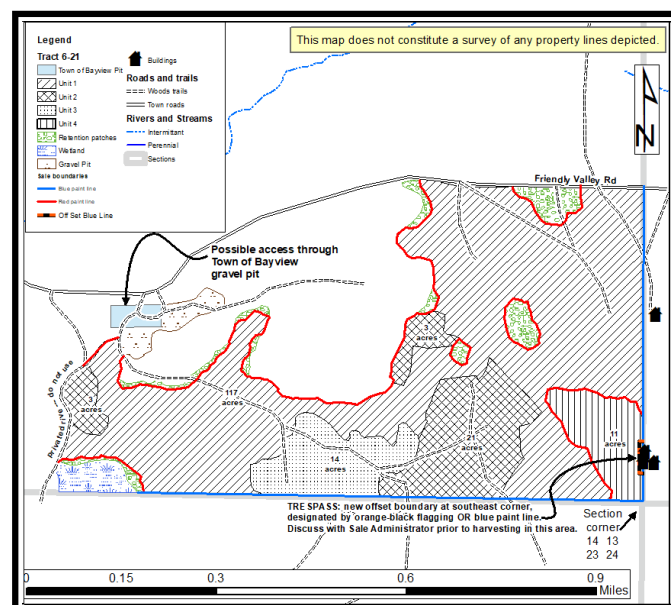 This map does not constitute a survey of any property lines depicted.
Legend
Tract 6-21
Town of Bayview Pit
Unit 1
Unit 2
Unit 3
Unit 4
Retention patches
Wetland
Gravel Pit
Sale boundaries
Blue paint line
Red paint line
Off Set Blue Line
Buildings
Roads and trails
Woods trails
Town roads
Rivers and Streams
Intermittant
Perennial
Sections
N
Friendly Valley Rd
Possible access through
Town of Bayview
gravel pit
3
acres
3
acres
Private drive --- do not use
117
acres
14
acres
21
acres
11
acres
TRESPASS: new offset boundary at southeast corner,
designated by orange-black flagging OR blue paint line.
Discuss with Sale Administrator prior to harvesting in this area.
Section
corner
14 13
23 24
0 0.15 0.3 0.6 0.9
Miles